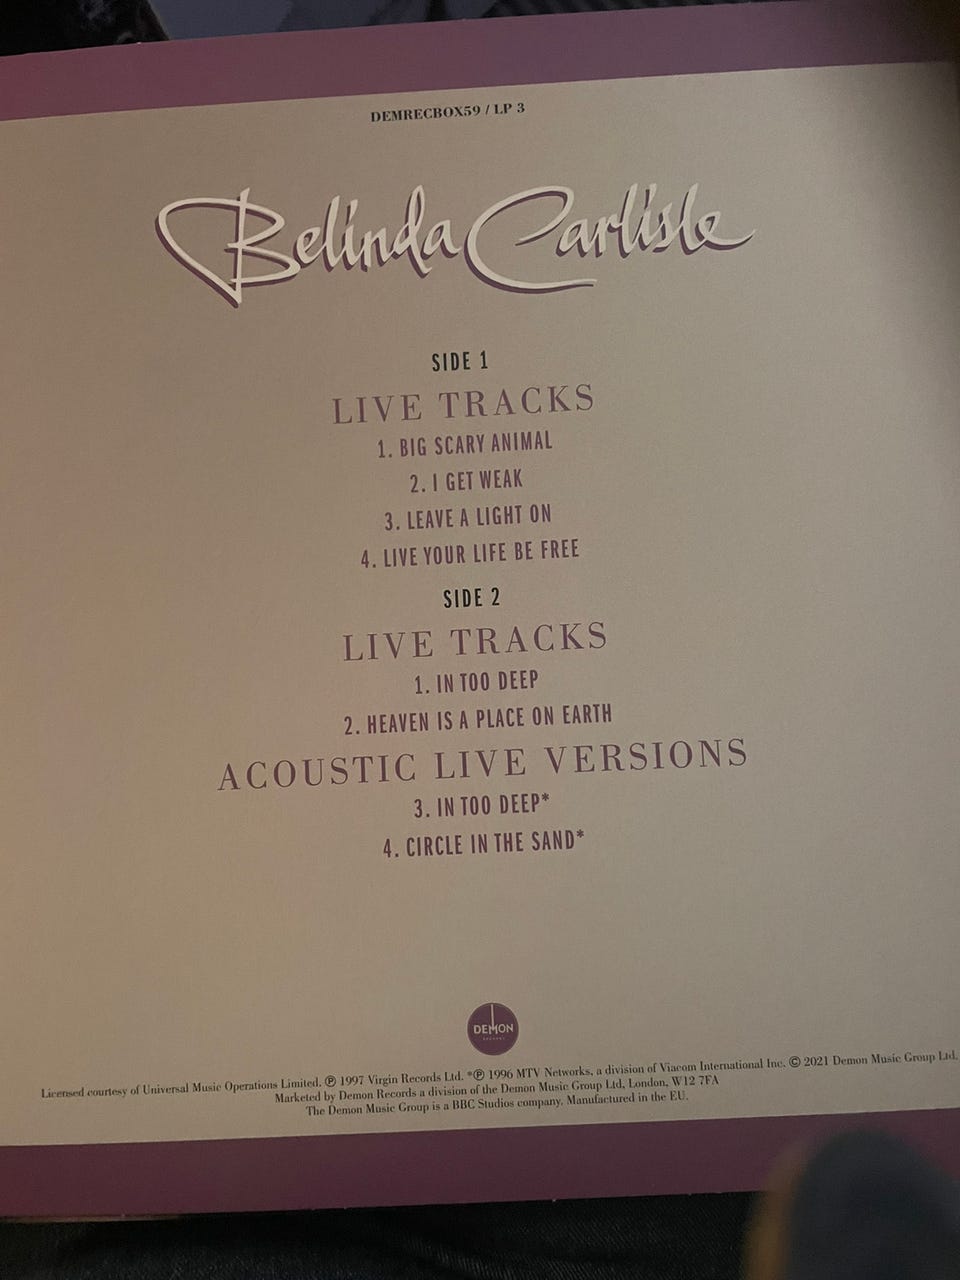 DEMRECBOX59 / LP 3
Belinda Carlisle
SIDE 1
LIVE TRACKS
1. BIG SCARY ANIMAL
2. I GET WEAK
3. LEAVE A LIGHT ON
4. LIVE YOUR LIFE BE FREE
SIDE 2
LIVE TRACKS
1. IN TOO DEEP
2. HEAVEN IS A PLACE ON EARTH
ACOUSTIC LIVE VERSIONS
3. IN TOO DEEP*
4. CIRCLE IN THE SAND*
DEMON
RECORDS
Licensed courtesy of Universal Music Operations Limited. ℗ 1997 Virgin Records Ltd. *℗ 1996 MTV Networks, a division of Viacom International Inc. © 2021 Demon Music Group Ltd.
Marketed by Demon Records a division of the Demon Music Group Ltd, London, W12 7FA
The Demon Music Group is a BBC Studios company. Manufactured in the EU.